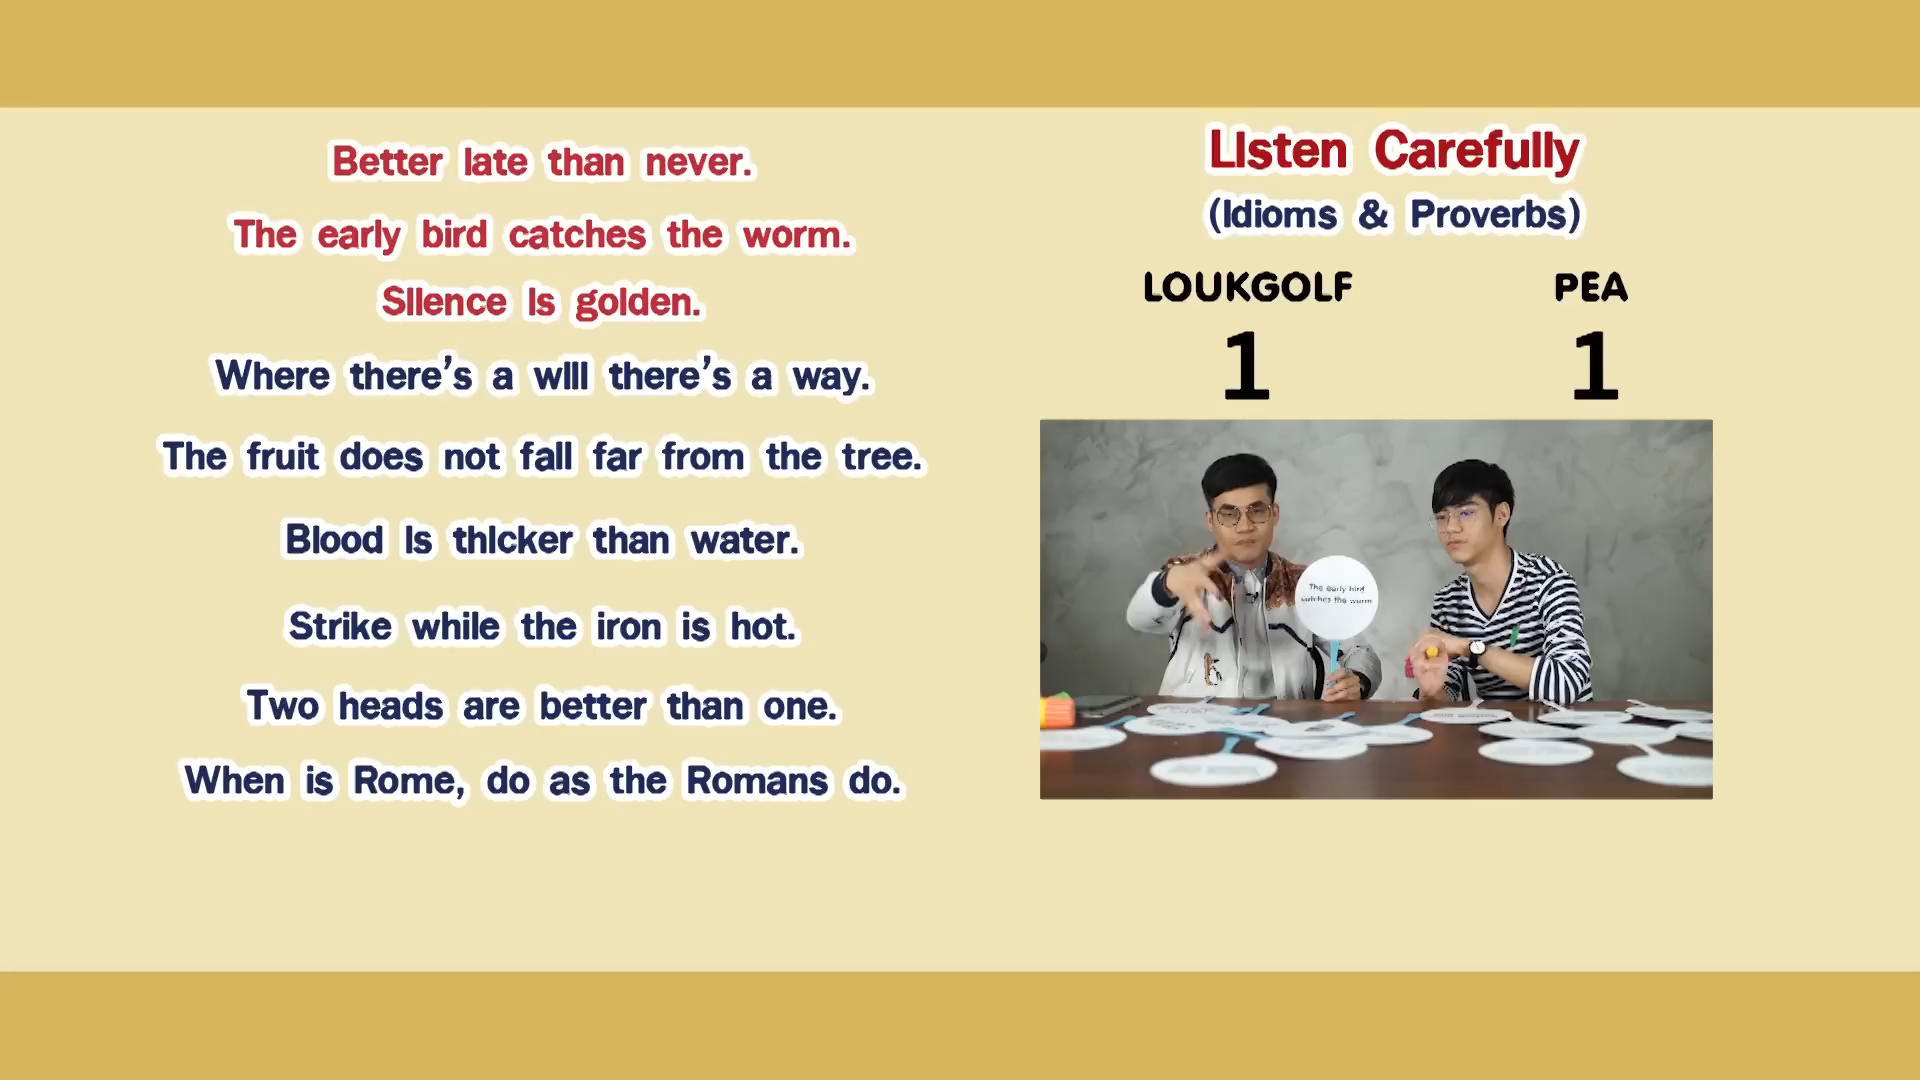 Better late than never.
The early bird catches the worm.
Silence is golden.
Where there's a will there's a way.
The fruit does not fall far from the tree.
Blood is thicker than water.
Strike while the iron is hot.
Two heads are better than one.
When is Rome, do as the Romans do.
Listen Carefully
(Idioms & Proverbs)
LOUKGOLF PEA
1 1
The early bird
catches the worm